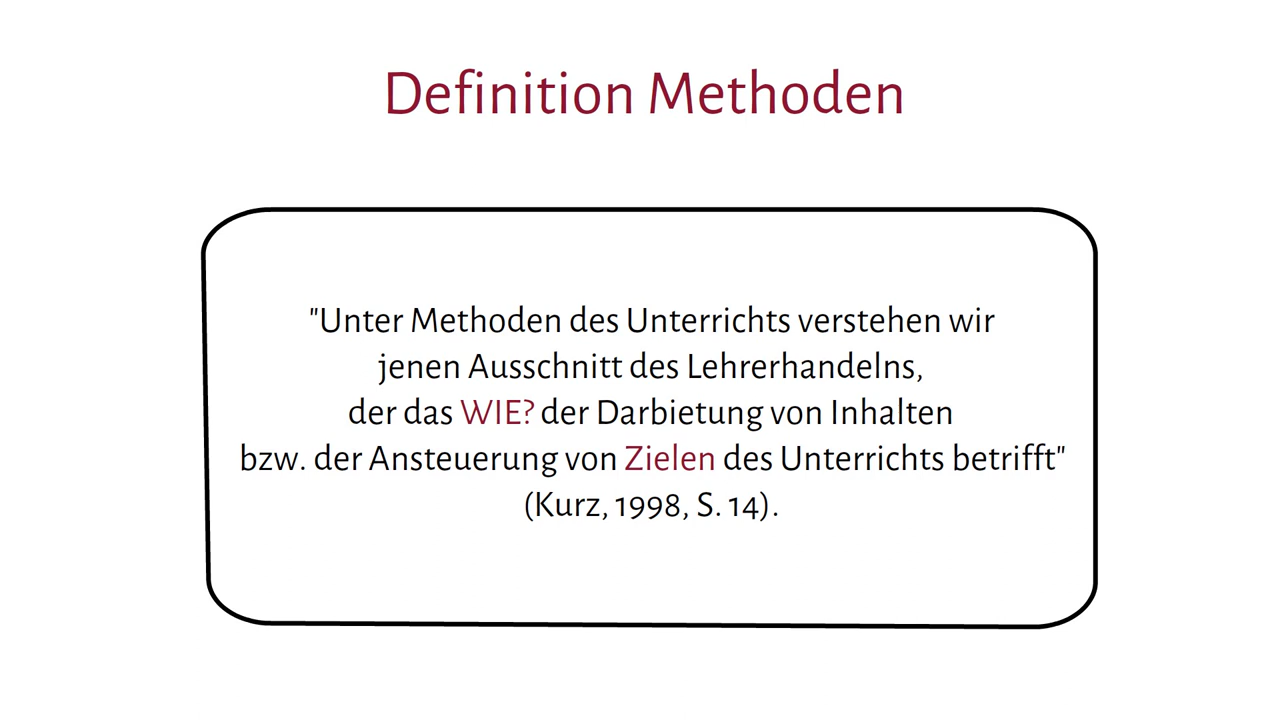 Definition Methoden
"Unter Methoden des Unterrichts verstehen wir
jenen Ausschnitt des Lehrerhandelns,
der das WIE? der Darbietung von Inhalten
bzw. der Ansteuerung von Zielen des Unterrichts betrifft"
(Kurz, 1998, S. 14).